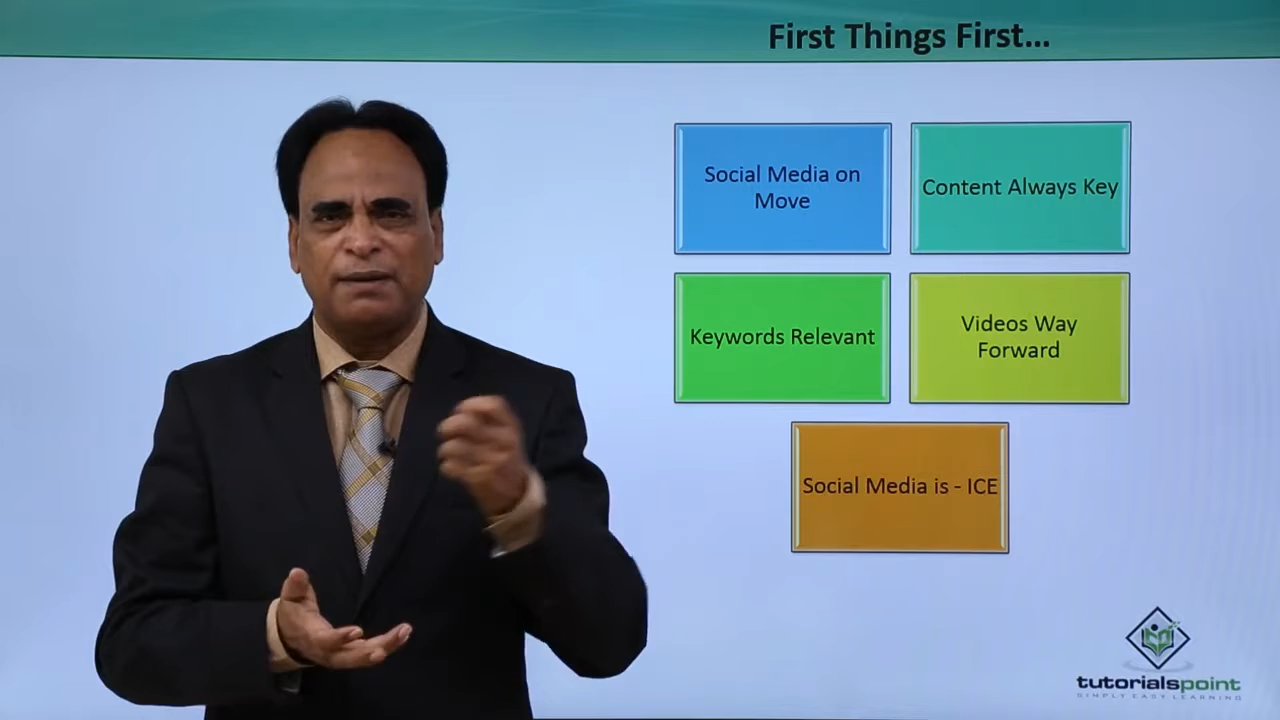 First Things First...
Social Media on
Move
Content Always Key
Keywords Relevant
Videos Way
Forward
Social Media is - ICE
tutorialspoint
SIMPLY EASY LEARNING